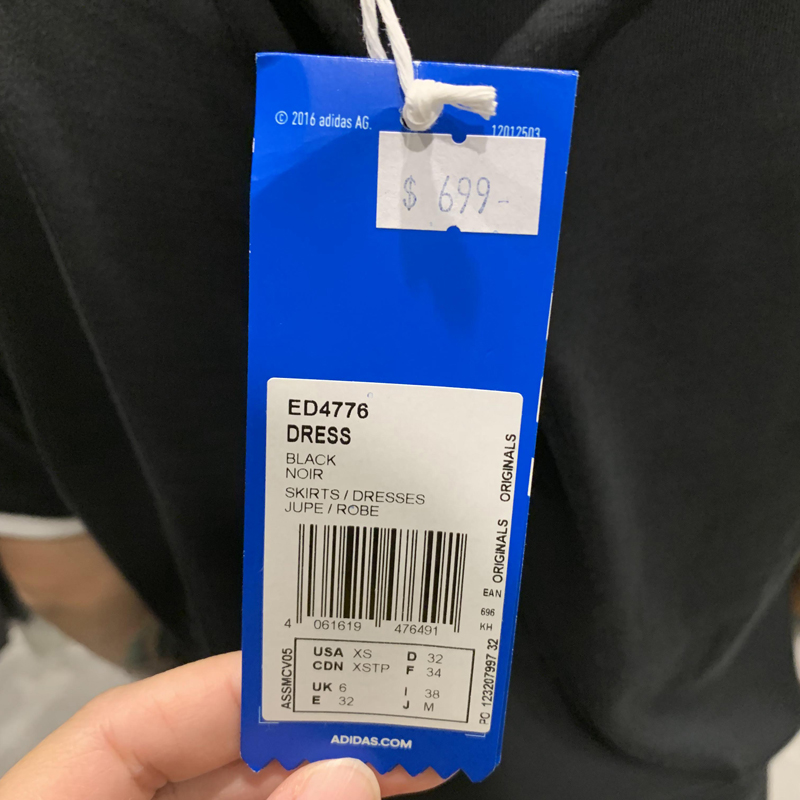 © 2016 adidas AG.
12012503
$ 699-
ED4776
DRESS
BLACK
NOIR
SKIRTS / DRESSES
JUPE / ROBE
4 061619 476491
ORIGINALS
ORIGINALS
EAN
696
KH
PO 123207997 32
ASSMCV05
USA XS D 32
CDN XSTP F 34
UK 6 I 38
E 32 J M
ADIDAS.COM